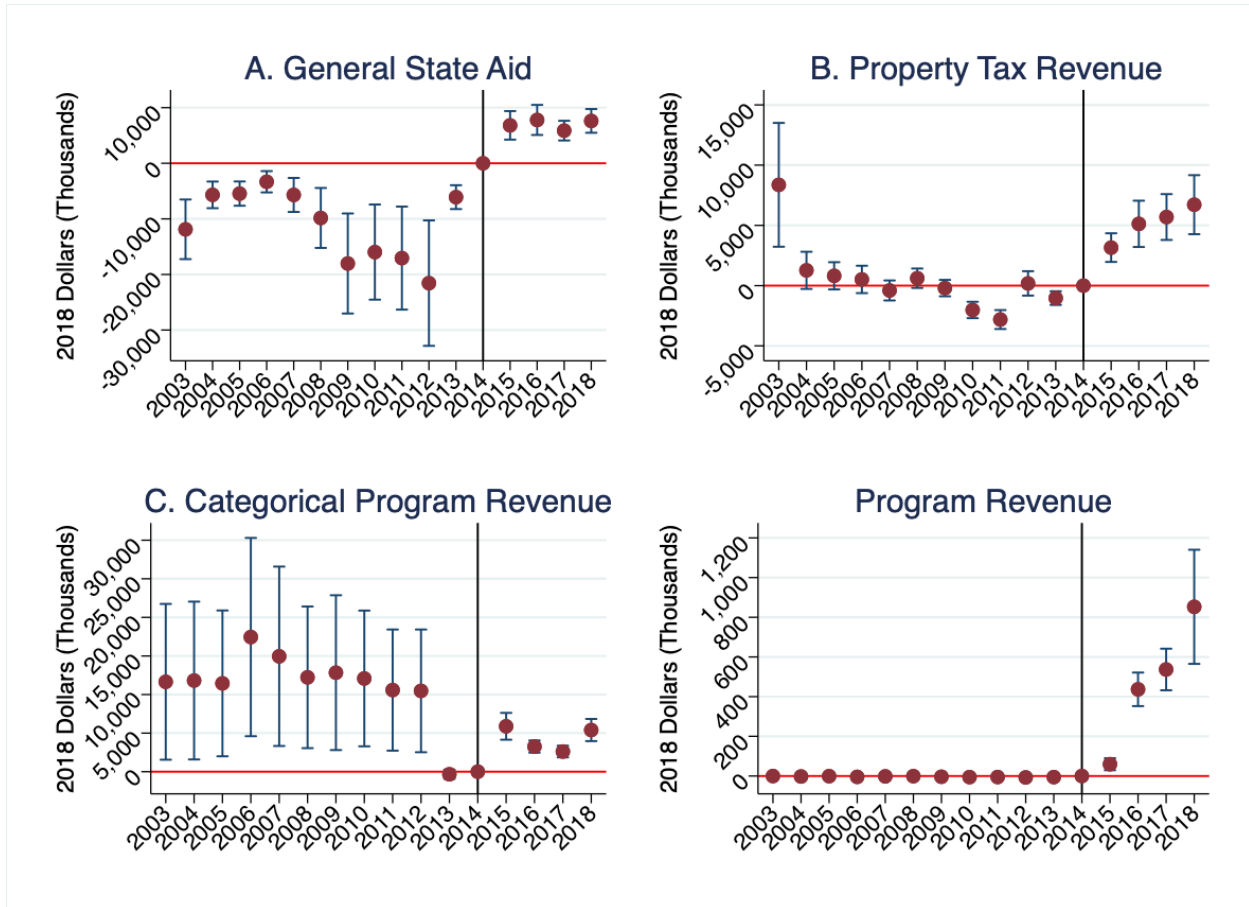 A. General State Aid
2018 Dollars (Thousands)
10,000
0
-10,000
-20,000
-30,000
2003 2004 2005 2006 2007 2008 2009 2010 2011 2012 2013 2014 2015 2016 2017 2018
B. Property Tax Revenue
2018 Dollars (Thousands)
15,000
10,000
5,000
0
-5,000
2003 2004 2005 2006 2007 2008 2009 2010 2011 2012 2013 2014 2015 2016 2017 2018
C. Categorical Program Revenue
2018 Dollars (Thousands)
30,000
25,000
20,000
15,000
10,000
5,000
0
2003 2004 2005 2006 2007 2008 2009 2010 2011 2012 2013 2014 2015 2016 2017 2018
Program Revenue
2018 Dollars (Thousands)
1,200
1,000
800
600
400
200
0
2003 2004 2005 2006 2007 2008 2009 2010 2011 2012 2013 2014 2015 2016 2017 2018